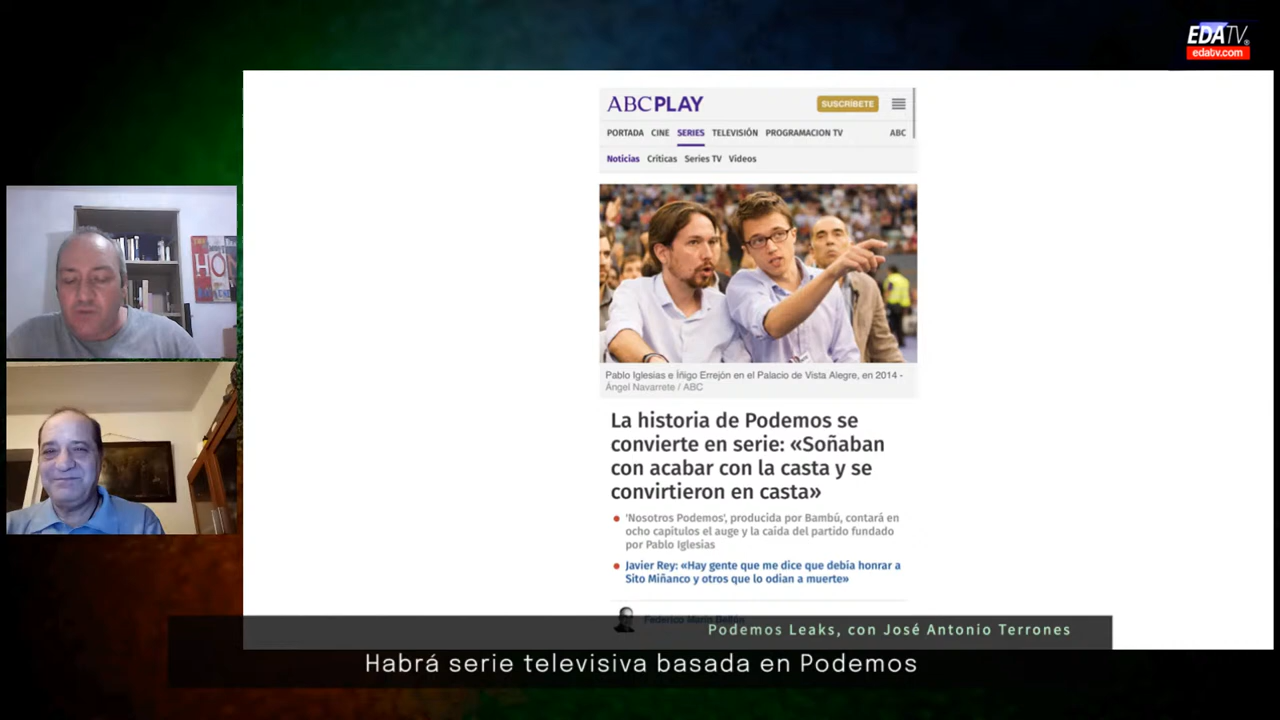 EDATV
edatv.com
ABCPLAY
SUSCRÍBETE
PORTADA CINE SERIES TELEVISIÓN PROGRAMACION TV ABC
Noticias Críticas Series TV Vídeos
Pablo Iglesias e Íñigo Errejón en el Palacio de Vista Alegre, en 2014 -
Ángel Navarrete / ABC
La historia de Podemos se
convierte en serie: «Soñaban
con acabar con la casta y se
convirtieron en casta»
'Nosotros Podemos', producida por Bambú, contará en
ocho capítulos el auge y la caída del partido fundado
por Pablo Iglesias
Javier Rey: «Hay gente que me dice que debía honrar a
Sito Miñanco y otros que lo odian a muerte»
Federico Marín Bellón
Podemos Leaks, con José Antonio Terrones
Habrá serie televisiva basada en Podemos